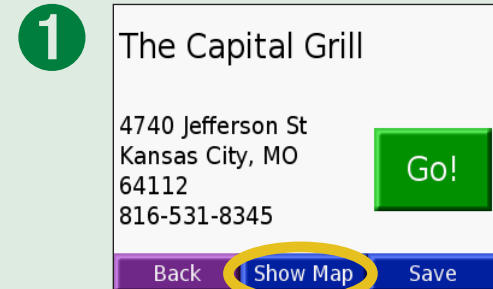 1
The Capital Grill
4740 Jefferson St
Kansas City, MO
64112
816-531-8345
Go!
Back Show Map Save